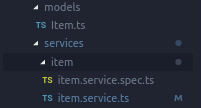 models
TS Item.ts
services
item
TS item.service.spec.ts
TS item.service.ts M